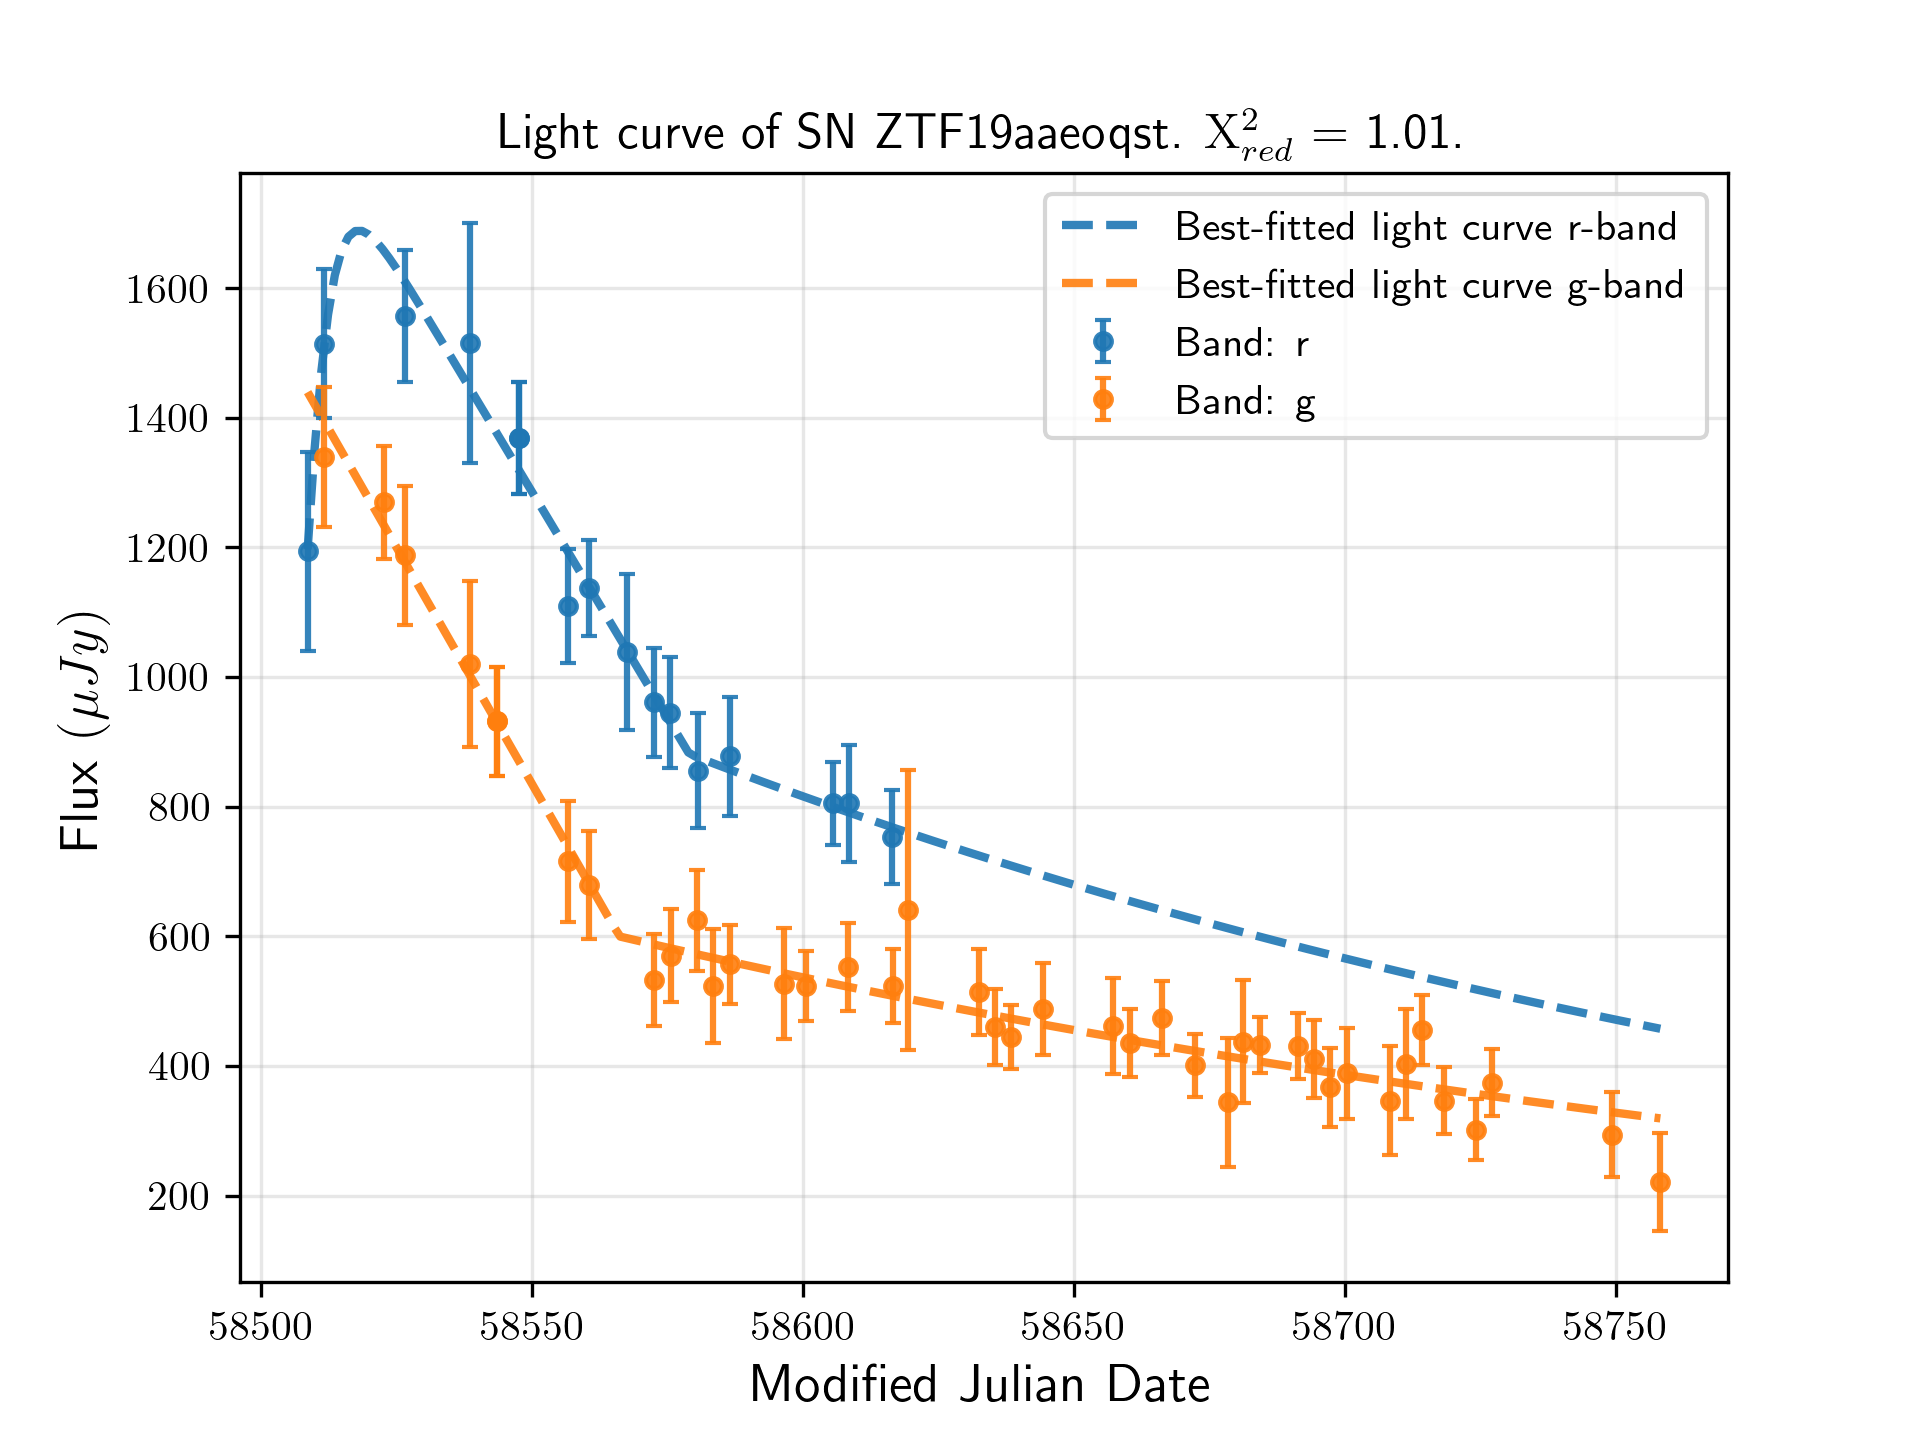 Light curve of SN ZTF19aaeoqst. X²_red = 1.01.
Best-fitted light curve r-band
Best-fitted light curve g-band
Band: r
Band: g
Flux (μJy)
1600
1400
1200
1000
800
600
400
200
58500 58550 58600 58650 58700 58750
Modified Julian Date